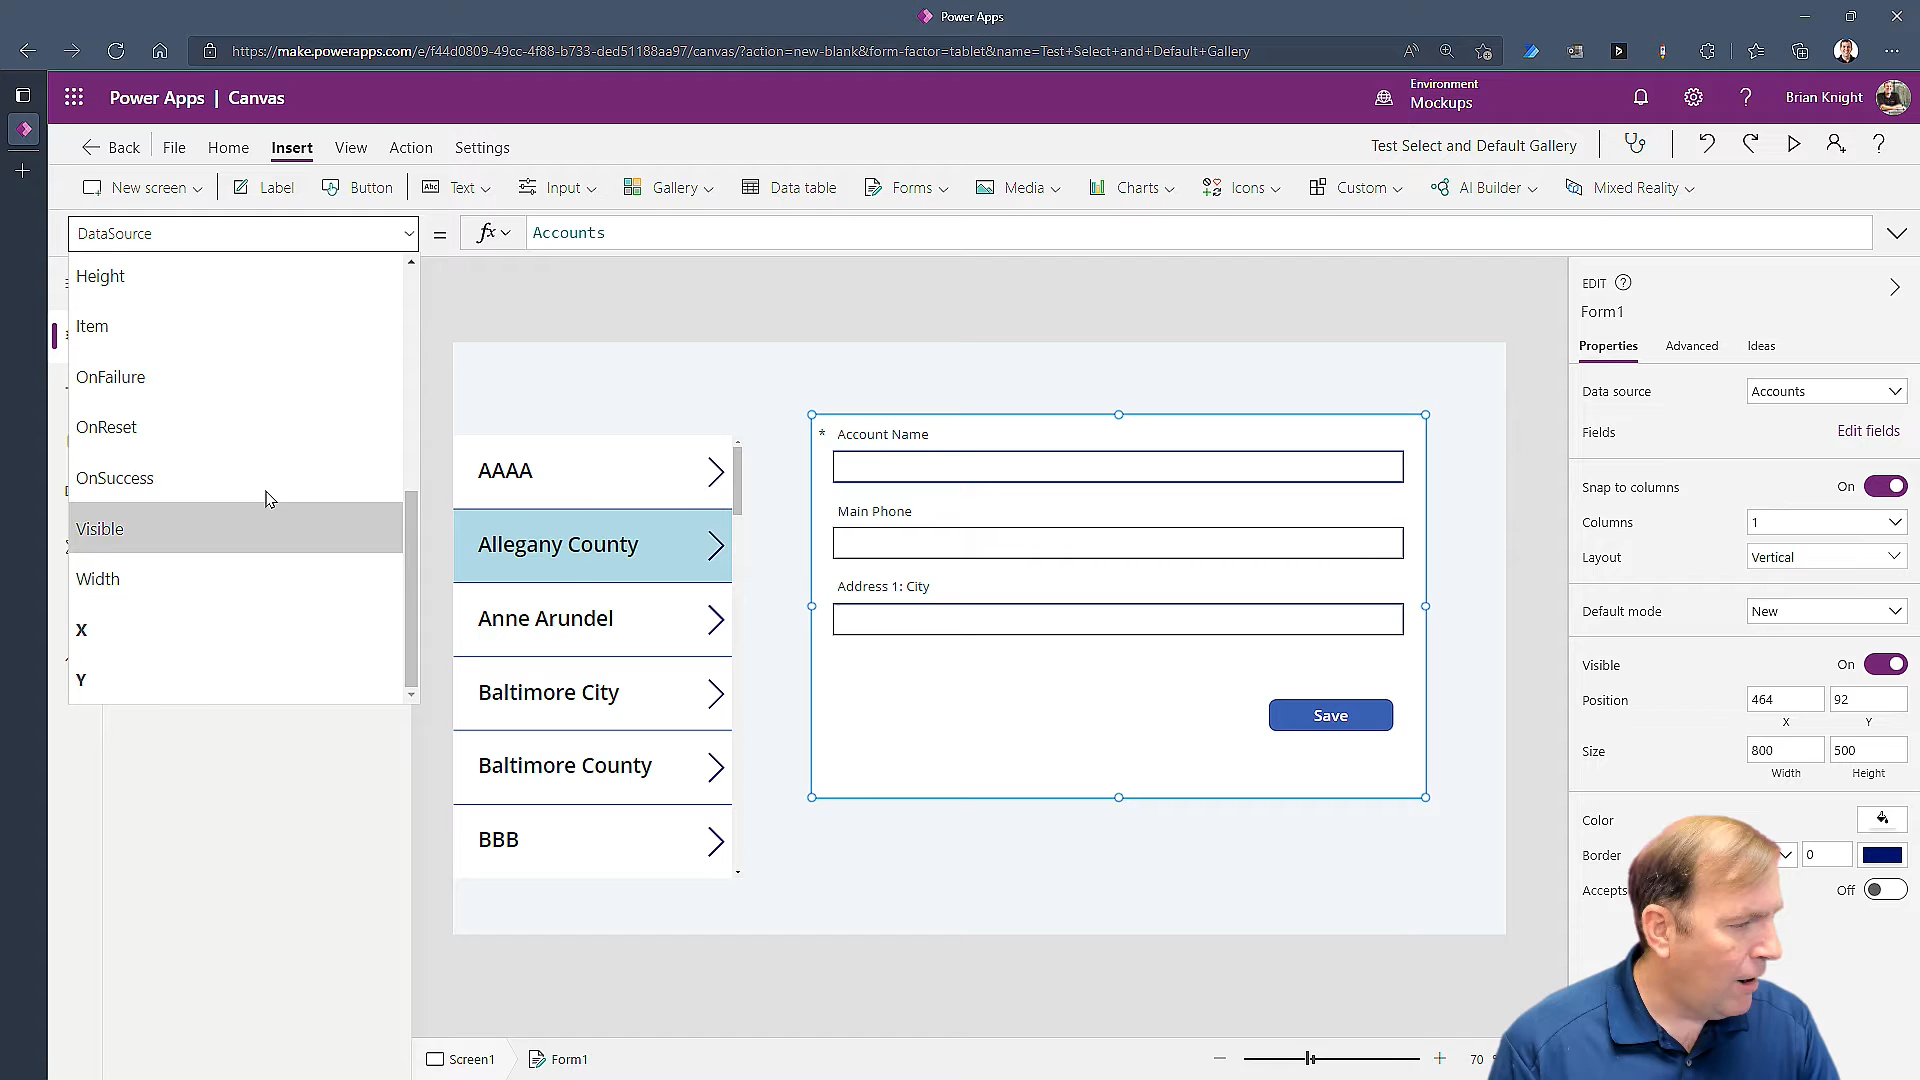 Power Apps
https://make.powerapps.com/e/f44d0809-49cc-4f88-b733-ded51188aa97/canvas/?action=new-blank&form-factor=tablet&name=Test+Select+and+Default+Gallery
Power Apps | Canvas
Environment
Mockups
Brian Knight
Back File Home Insert View Action Settings
Test Select and Default Gallery
New screen Label Button Text Input Gallery Data table Forms Media Charts Icons Custom AI Builder Mixed Reality
DataSource = fx Accounts
Height
Item
OnFailure
OnReset
OnSuccess
Visible
Width
X
Y
AAAA
Allegany County
Anne Arundel
Baltimore City
Baltimore County
BBB
* Account Name
Main Phone
Address 1: City
Save
EDIT
Form1
Properties Advanced Ideas
Data source Accounts
Fields Edit fields
Snap to columns On
Columns 1
Layout Vertical
Default mode New
Visible On
Position 464 92
X Y
Size 800 500
Width Height
Color
Border 0
Accepts Off
Screen1 Form1
70